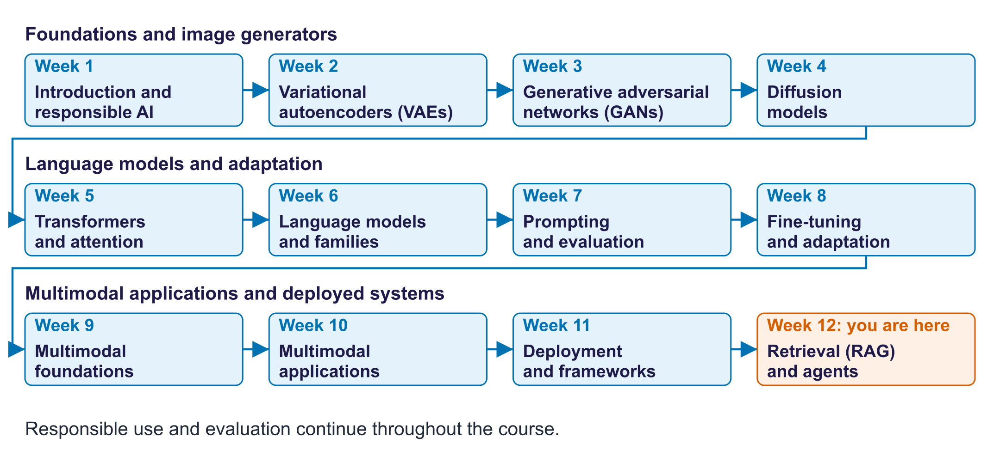 Foundations and image generators
Week 1
Introduction and
responsible AI
Week 2
Variational
autoencoders (VAEs)
Week 3
Generative adversarial
networks (GANs)
Week 4
Diffusion
models
Language models and adaptation
Week 5
Transformers
and attention
Week 6
Language models
and families
Week 7
Prompting
and evaluation
Week 8
Fine-tuning
and adaptation
Multimodal applications and deployed systems
Week 9
Multimodal
foundations
Week 10
Multimodal
applications
Week 11
Deployment
and frameworks
Week 12: you are here
Retrieval (RAG)
and agents
Responsible use and evaluation continue throughout the course.